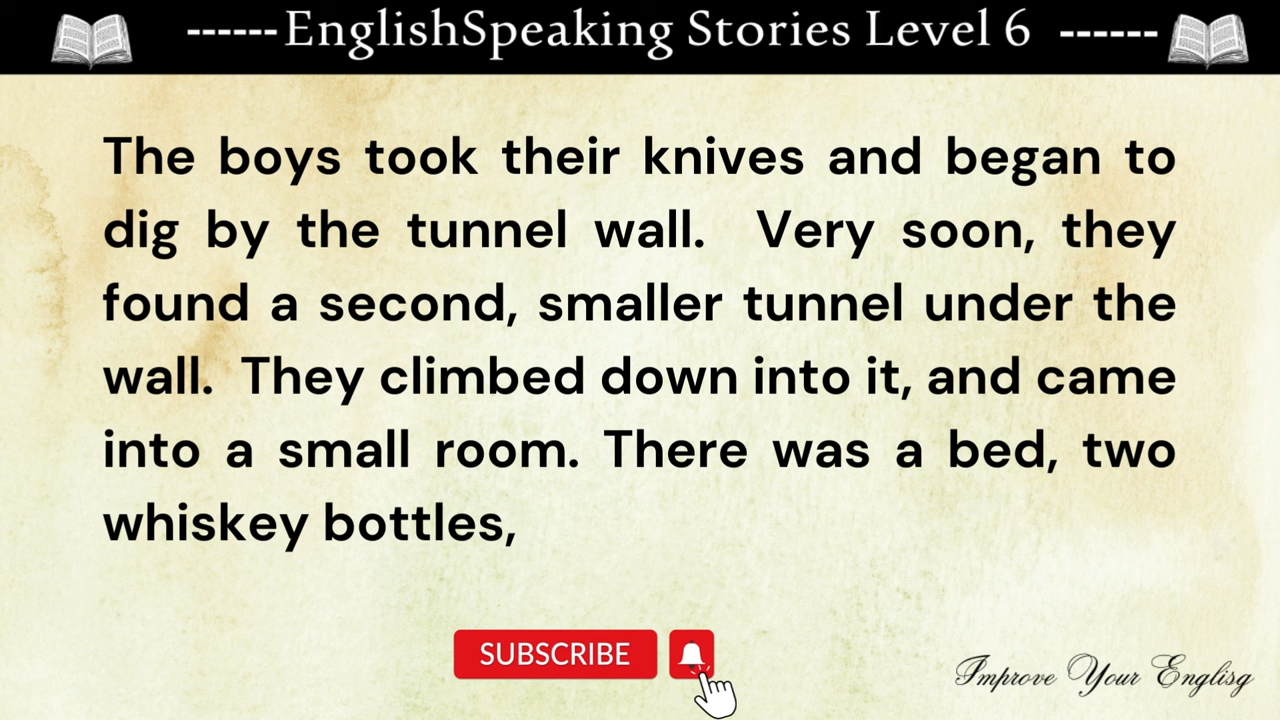 ------EnglishSpeaking Stories Level 6 ------
The boys took their knives and began to
dig by the tunnel wall. Very soon, they
found a second, smaller tunnel under the
wall. They climbed down into it, and came
into a small room. There was a bed, two
whiskey bottles,
SUBSCRIBE
Improve Your Englisg